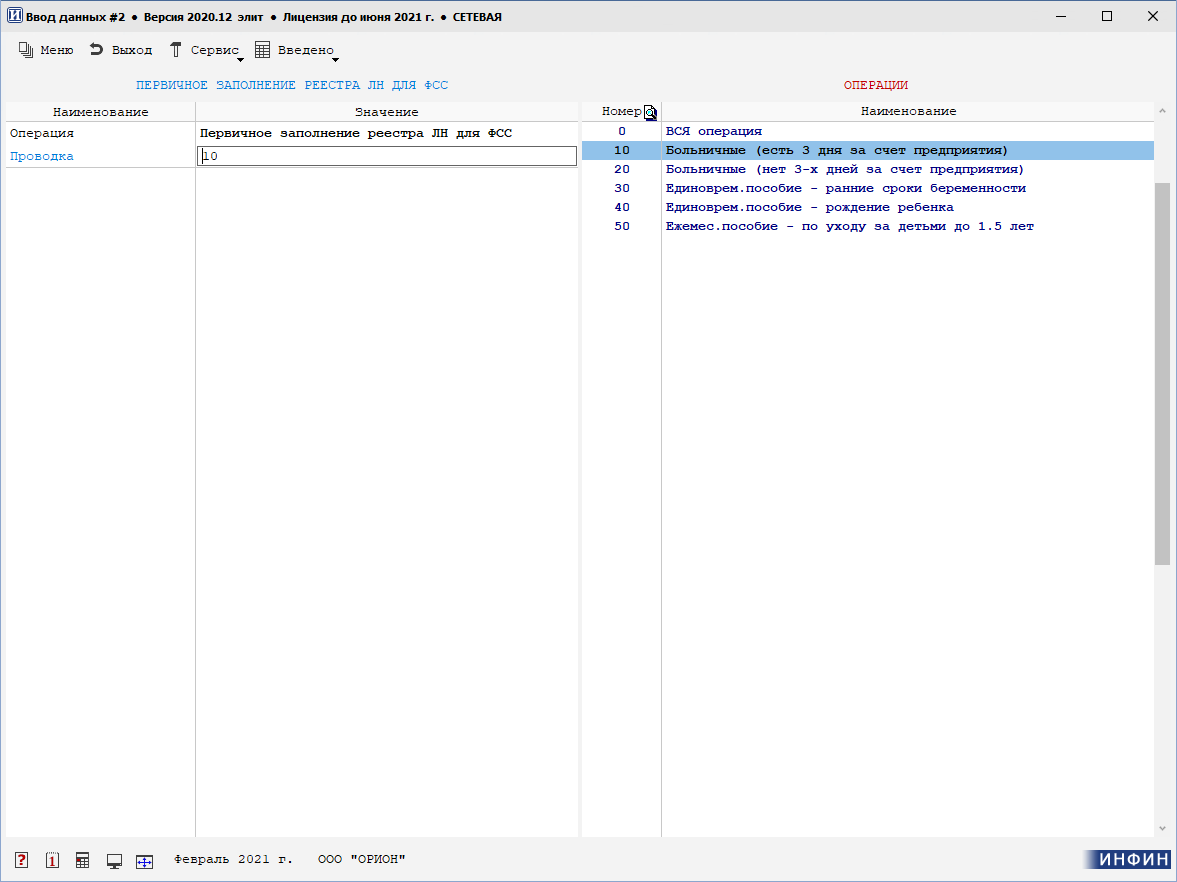 Ввод данных #2 ● Версия 2020.12 элит ● Лицензия до июня 2021 г. ● СЕТЕВАЯ
Меню Выход Сервис Введено
ПЕРВИЧНОЕ ЗАПОЛНЕНИЕ РЕЕСТРА ЛН ДЛЯ ФСС ОПЕРАЦИИ
Наименование Значение Номер Наименование
Операция Первичное заполнение реестра ЛН для ФСС
Проводка 10
0 ВСЯ операция
10 Больничные (есть 3 дня за счет предприятия)
20 Больничные (нет 3-х дней за счет предприятия)
30 Единоврем.пособие - ранние сроки беременности
40 Единоврем.пособие - рождение ребенка
50 Ежемес.пособие - по уходу за детьми до 1.5 лет
? 1 Февраль 2021 г. ООО "ОРИОН" ИНФИН